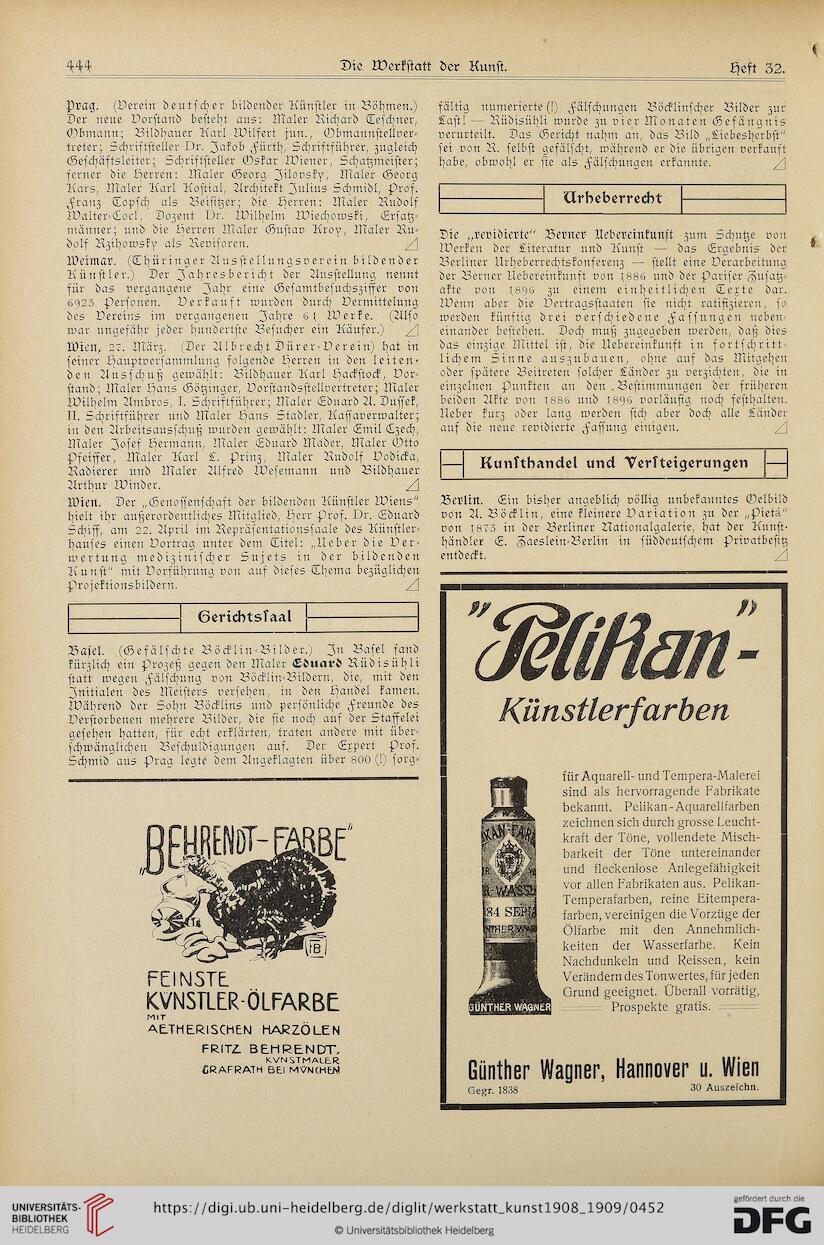 444
Die Werkstatt der Kunst.
Heft 32.
Prag. (Verein deutscher bildender Künstler in Böhmen.)
Der neue Vorstand besteht aus: Maler Richard Teschner,
Obmann; Bildhauer Karl Wilfert jun., Obmannstellver-
treter; Schriftsteller Dr. Jakob Fürth, Schriftführer, zugleich
Geschäftsleiter; Schriftsteller Oskar Wiener, Schatzmeister;
ferner die Herren: Maler Georg Jilovsky, Maler Georg
Kars, Maler Karl Kostial, Architekt Julius Schmidl, Prof.
Franz Topsch als Beisitzer; die Herren: Maler Rudolf
Walter-Cocl, Dozent Dr. Wilhelm Wiechowski, Ersatz-
männer; und die Herren Maler Gustav Kroy, Maler Ru-
dolf Rzihowsky als Revisoren.
Weimar. (Thüringer Ausstellungsverein bildender
Künstler.) Der Jahresbericht der Ausstellung nennt
für das vergangene Jahr eine Gesamtbesuchsziffer von
6923 Personen. Verkauft wurden durch Vermittelung
des Vereins im vergangenen Jahre 61 Werke. (Also
war ungefähr jeder hundertste Besucher ein Käufer.)
Wien, 27. März. (Der Albrecht Dürer-Verein) hat in
seiner Hauptversammlung folgende Herren in den leiten-
den Ausschuß gewählt: Bildhauer Karl Hackstock, Vor-
stand; Maler Hans Götzinger, Vorstandsstellvertreter; Maler
Wilhelm Ambros, I. Schriftführer; Maler Eduard A. Dussek,
II. Schriftführer und Maler Hans Stadler, Kassaverwalter;
in den Arbeitsausschuß wurden gewählt: Maler Emil Czech,
Maler Josef Hermann, Maler Eduard Mader, Maler Otto
Pfeiffer, Maler Karl L. Prinz, Maler Rudolf Vodicka,
Radierer und Maler Alfred Wesemann und Bildhauer
Arthur Winder.
Wien. Der „Genossenschaft der bildenden Künstler Wiens“
hielt ihr außerordentliches Mitglied, Herr Prof. Dr. Eduard
Schiff, am 22. April im Repräsentationssaale des Künstler-
hauses einen Vortrag unter dem Titel: „Ueber die Ver-
wertung medizinischer Sujets in der bildenden
Kunst“ mit Vorführung von auf dieses Thema bezüglichen
Projektionsbildern.
Gerichtssaal
Basel. (Gefälschte Böcklin-Bilder.) In Basel fand
kürzlich ein Prozeß gegen den Maler Eduard Rüdisühli
statt wegen Fälschung von Böcklin-Bildern, die, mit den
Initialen des Meisters versehen, in den Handel kamen.
Während der Sohn Böcklins und persönliche Freunde des
Verstorbenen mehrere Bilder, die sie noch auf der Staffelei
gesehen hatten, für echt erklärten, traten andere mit über-
schwänglichen Beschuldigungen auf. Der Expert Prof.
Schmid aus Prag legte dem Angeklagten über 800 (!) sorg-
„BEHRENDT-FARBE“
FB
FEINSTE
KVNSTLER-ÖLFARBE
MIT
AETHERISCHEN HARZÖLEN
FRITZ BEHRENDT,
KVNSTMALER
GRAFRATH BEI MVNCHEN
fältig numerierte (!) Fälschungen Böcklinscher Bilder zur
Last! — Rüdisühli wurde zu vier Monaten Gefängnis
verurteilt. Das Gericht nahm an, das Bild „Liebesherbst“
sei von R. selbst gefälscht, während er die übrigen verkauft
habe, obwohl er sie als Fälschungen erkannte.
Urheberrecht
Die „revidierte“ Berner Uebereinkunft zum Schutze von
Werken der Literatur und Kunst — das Ergebnis der
Berliner Urheberrechtskonferenz — stellt eine Verarbeitung
der Berner Uebereinkunft von 1886 und der Pariser Zusatz-
akte von 1896 zu einem einheitlichen Texte dar.
Wenn aber die Vertragsstaaten sie nicht ratifizieren, so
werden künftig drei verschiedene Fassungen neben-
einander bestehen. Doch muß zugegeben werden, daß dies
das einzige Mittel ist, die Uebereinkunft in fortschritt-
lichem Sinne auszubauen, ohne auf das Mitgehen
oder spätere Beitreten solcher Länder zu verzichten, die in
einzelnen Punkten an den Bestimmungen der früheren
beiden Akte von 1886 und 1896 vorläufig noch festhalten.
Ueber kurz oder lang werden sich aber doch alle Länder
auf die neue revidierte Fassung einigen.
Kunsthandel und Versteigerungen
Berlin. Ein bisher angeblich völlig unbekanntes Oelbild
von A. Böcklin, eine kleinere Variation zu der „Pietà“
von 1873 in der Berliner Nationalgalerie, hat der Kunst-
händler E. Zaeslein-Berlin in süddeutschem Privatbesitz
entdeckt.
"Pelikan"-
Künstlerfarben
für Aquarell- und Tempera-Malerei
sind als hervorragende Fabrikate
bekannt. Pelikan-Aquarellfarben
zeichnen sich durch grosse Leucht-
kraft der Töne, vollendete Misch-
barkeit der Töne untereinander
und fleckenlose Anlegefähigkeit
vor allen Fabrikaten aus. Pelikan-
Temperafarben, reine Eitempera-
farben, vereinigen die Vorzüge der
Ölfarbe mit den Annehmlich-
keiten der Wasserfarbe. Kein
Nachdunkeln und Reissen, kein
Verändern des Tonwertes, für jeden
Grund geeignet. Überall vorrätig,
Prospekte gratis.
84 SEPIA
GÜNTHER WAGNER
Günther Wagner, Hannover u. Wien
Gegr. 1838
30 Auszeichn.
UNIVERSITÄTS-
BIBLIOTHEK
HEIDELBERG
https://digi.ub.uni-heidelberg.de/diglit/werkstatt_kunst1908_1909/0452
© Universitätsbibliothek Heidelberg
gefördert durch die
DFG